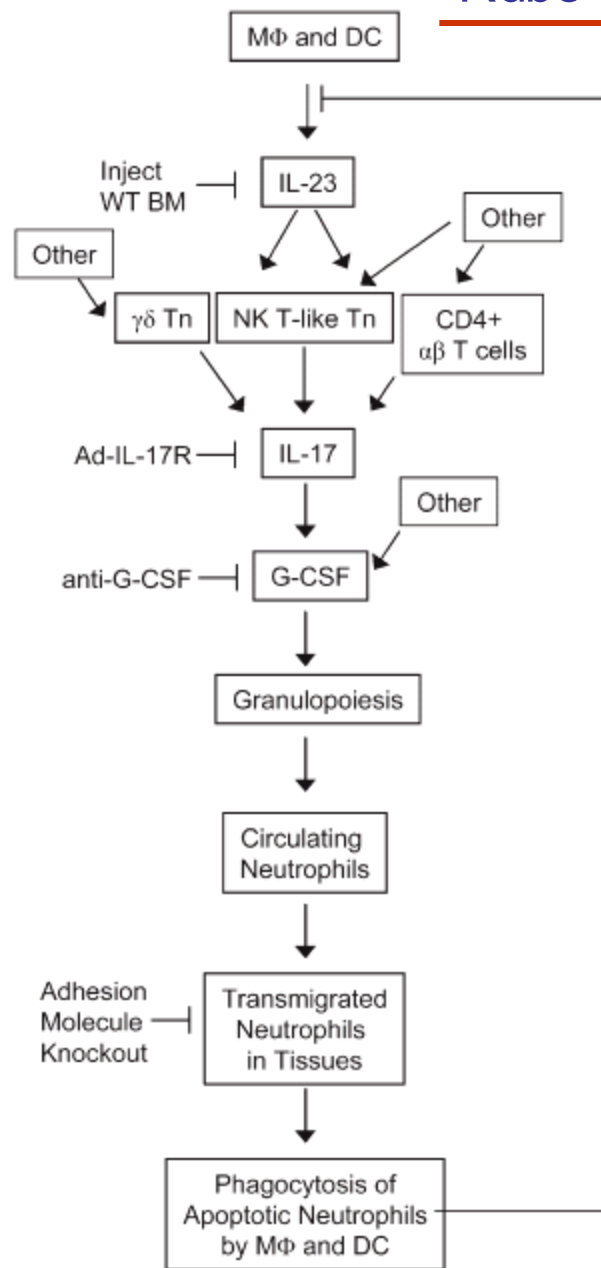 MΦ and DC
Inject
WT BM
IL-23
Other
Other
γδ Tn
NK T-like Tn
CD4+
αβ T cells
Ad-IL-17R
IL-17
Other
anti-G-CSF
G-CSF
Granulopoiesis
Circulating
Neutrophils
Adhesion
Molecule
Knockout
Transmigrated
Neutrophils
in Tissues
Phagocytosis of
Apoptotic Neutrophils
by MΦ and DC